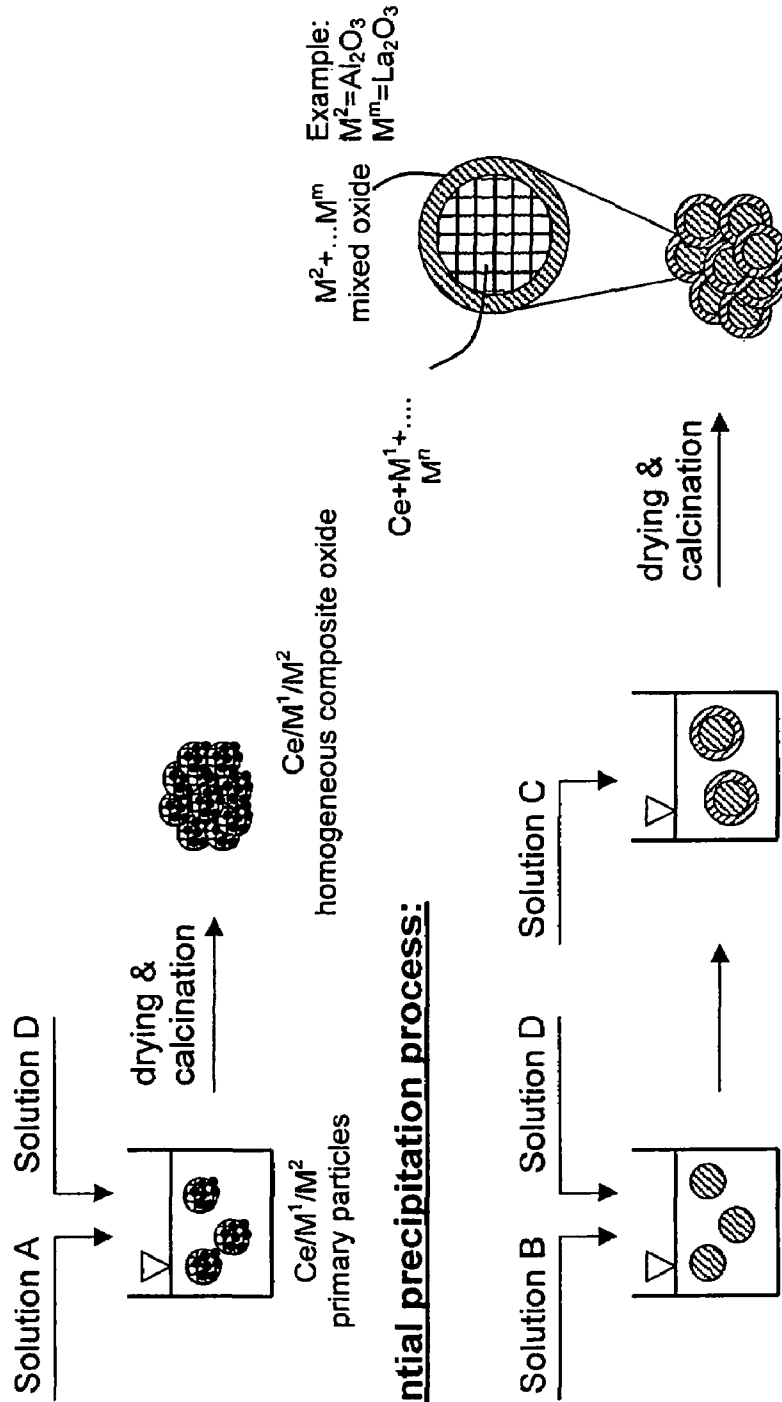 Solution A
Solution D
Ce/M¹/M²
primary particles
drying &
calcination
Ce/M¹/M²
homogeneous composite oxide
ntial precipitation process:
Solution B
Solution D
Solution C
drying &
calcination
Ce+M¹+....
Mⁿ
M²+...Mᵐ
mixed oxide
Example:
M²=Al₂O₃
Mᵐ=La₂O₃